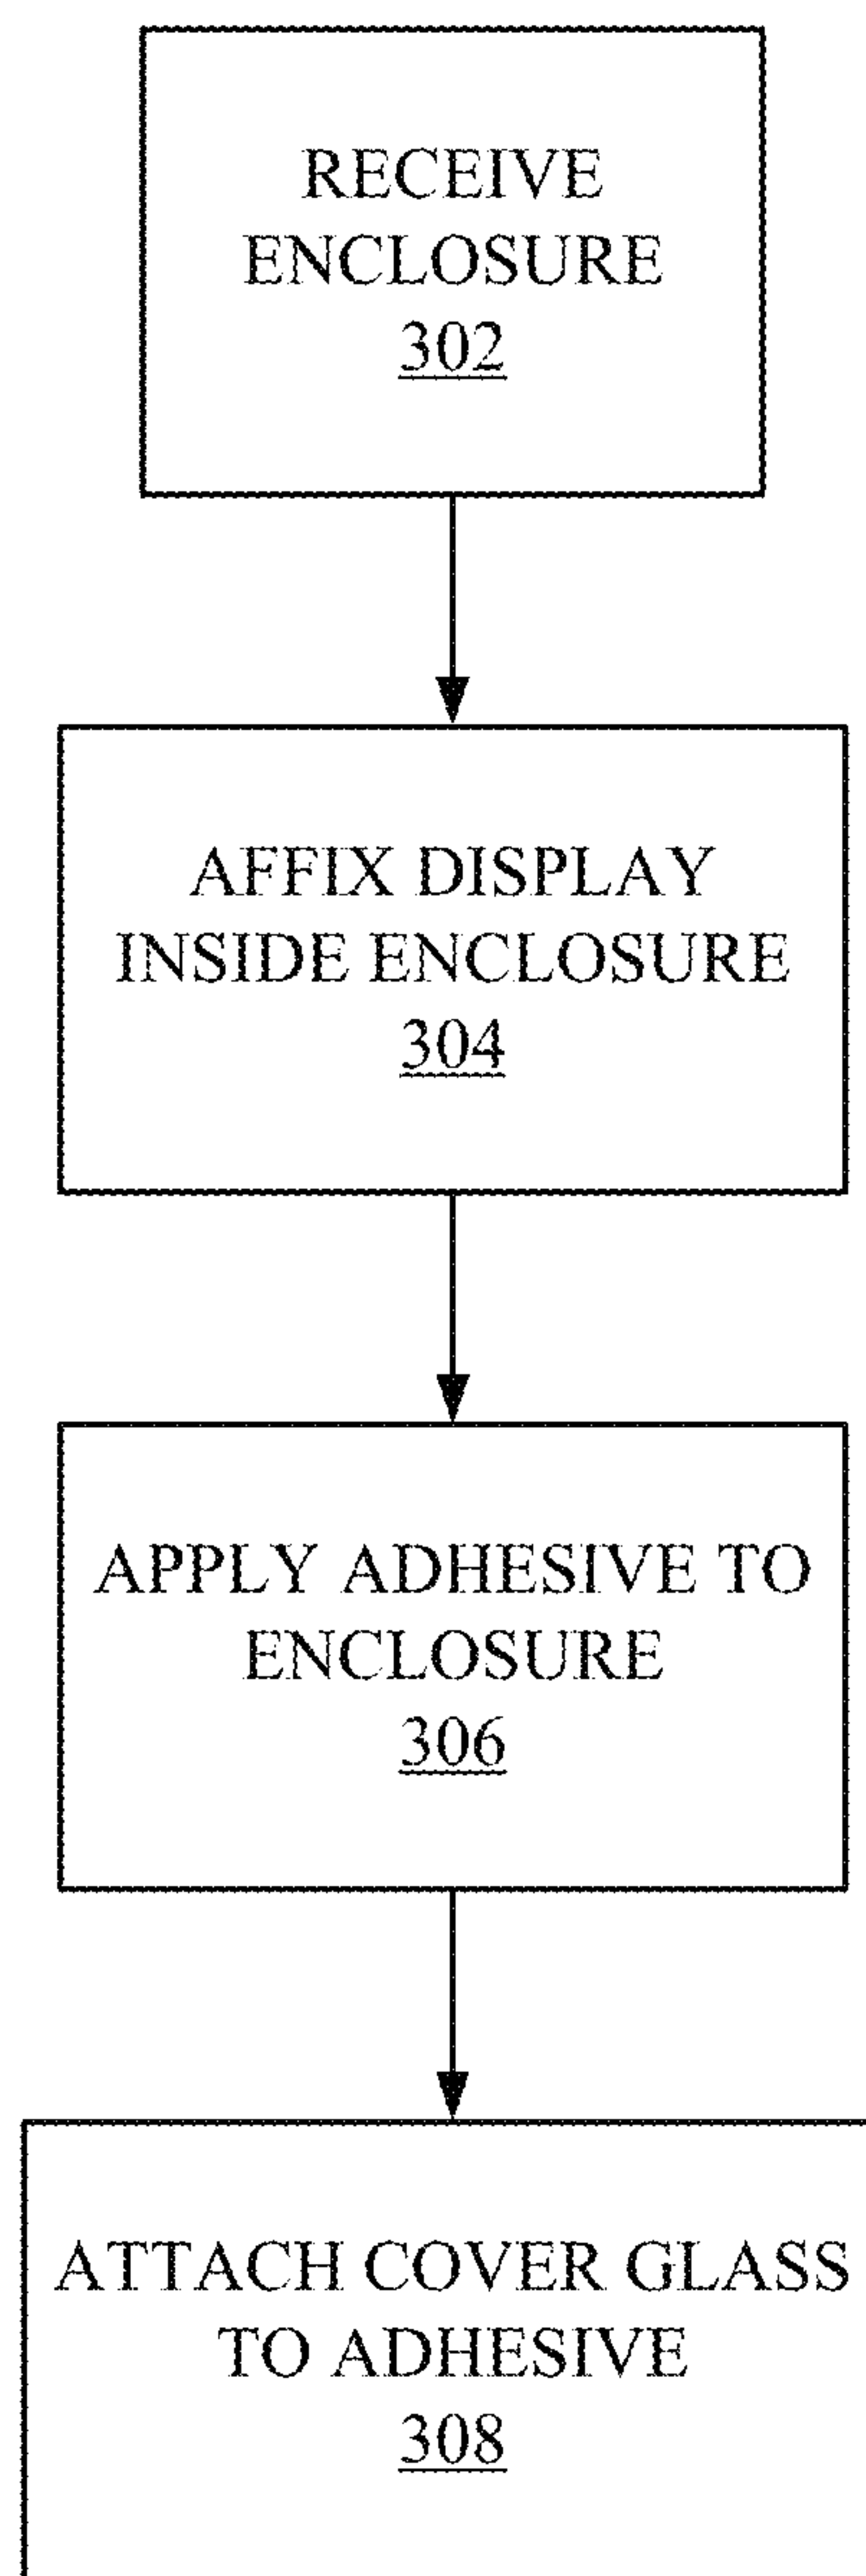 RECEIVE
ENCLOSURE
302
AFFIX DISPLAY
INSIDE ENCLOSURE
304
APPLY ADHESIVE TO
ENCLOSURE
306
ATTACH COVER GLASS
TO ADHESIVE
308